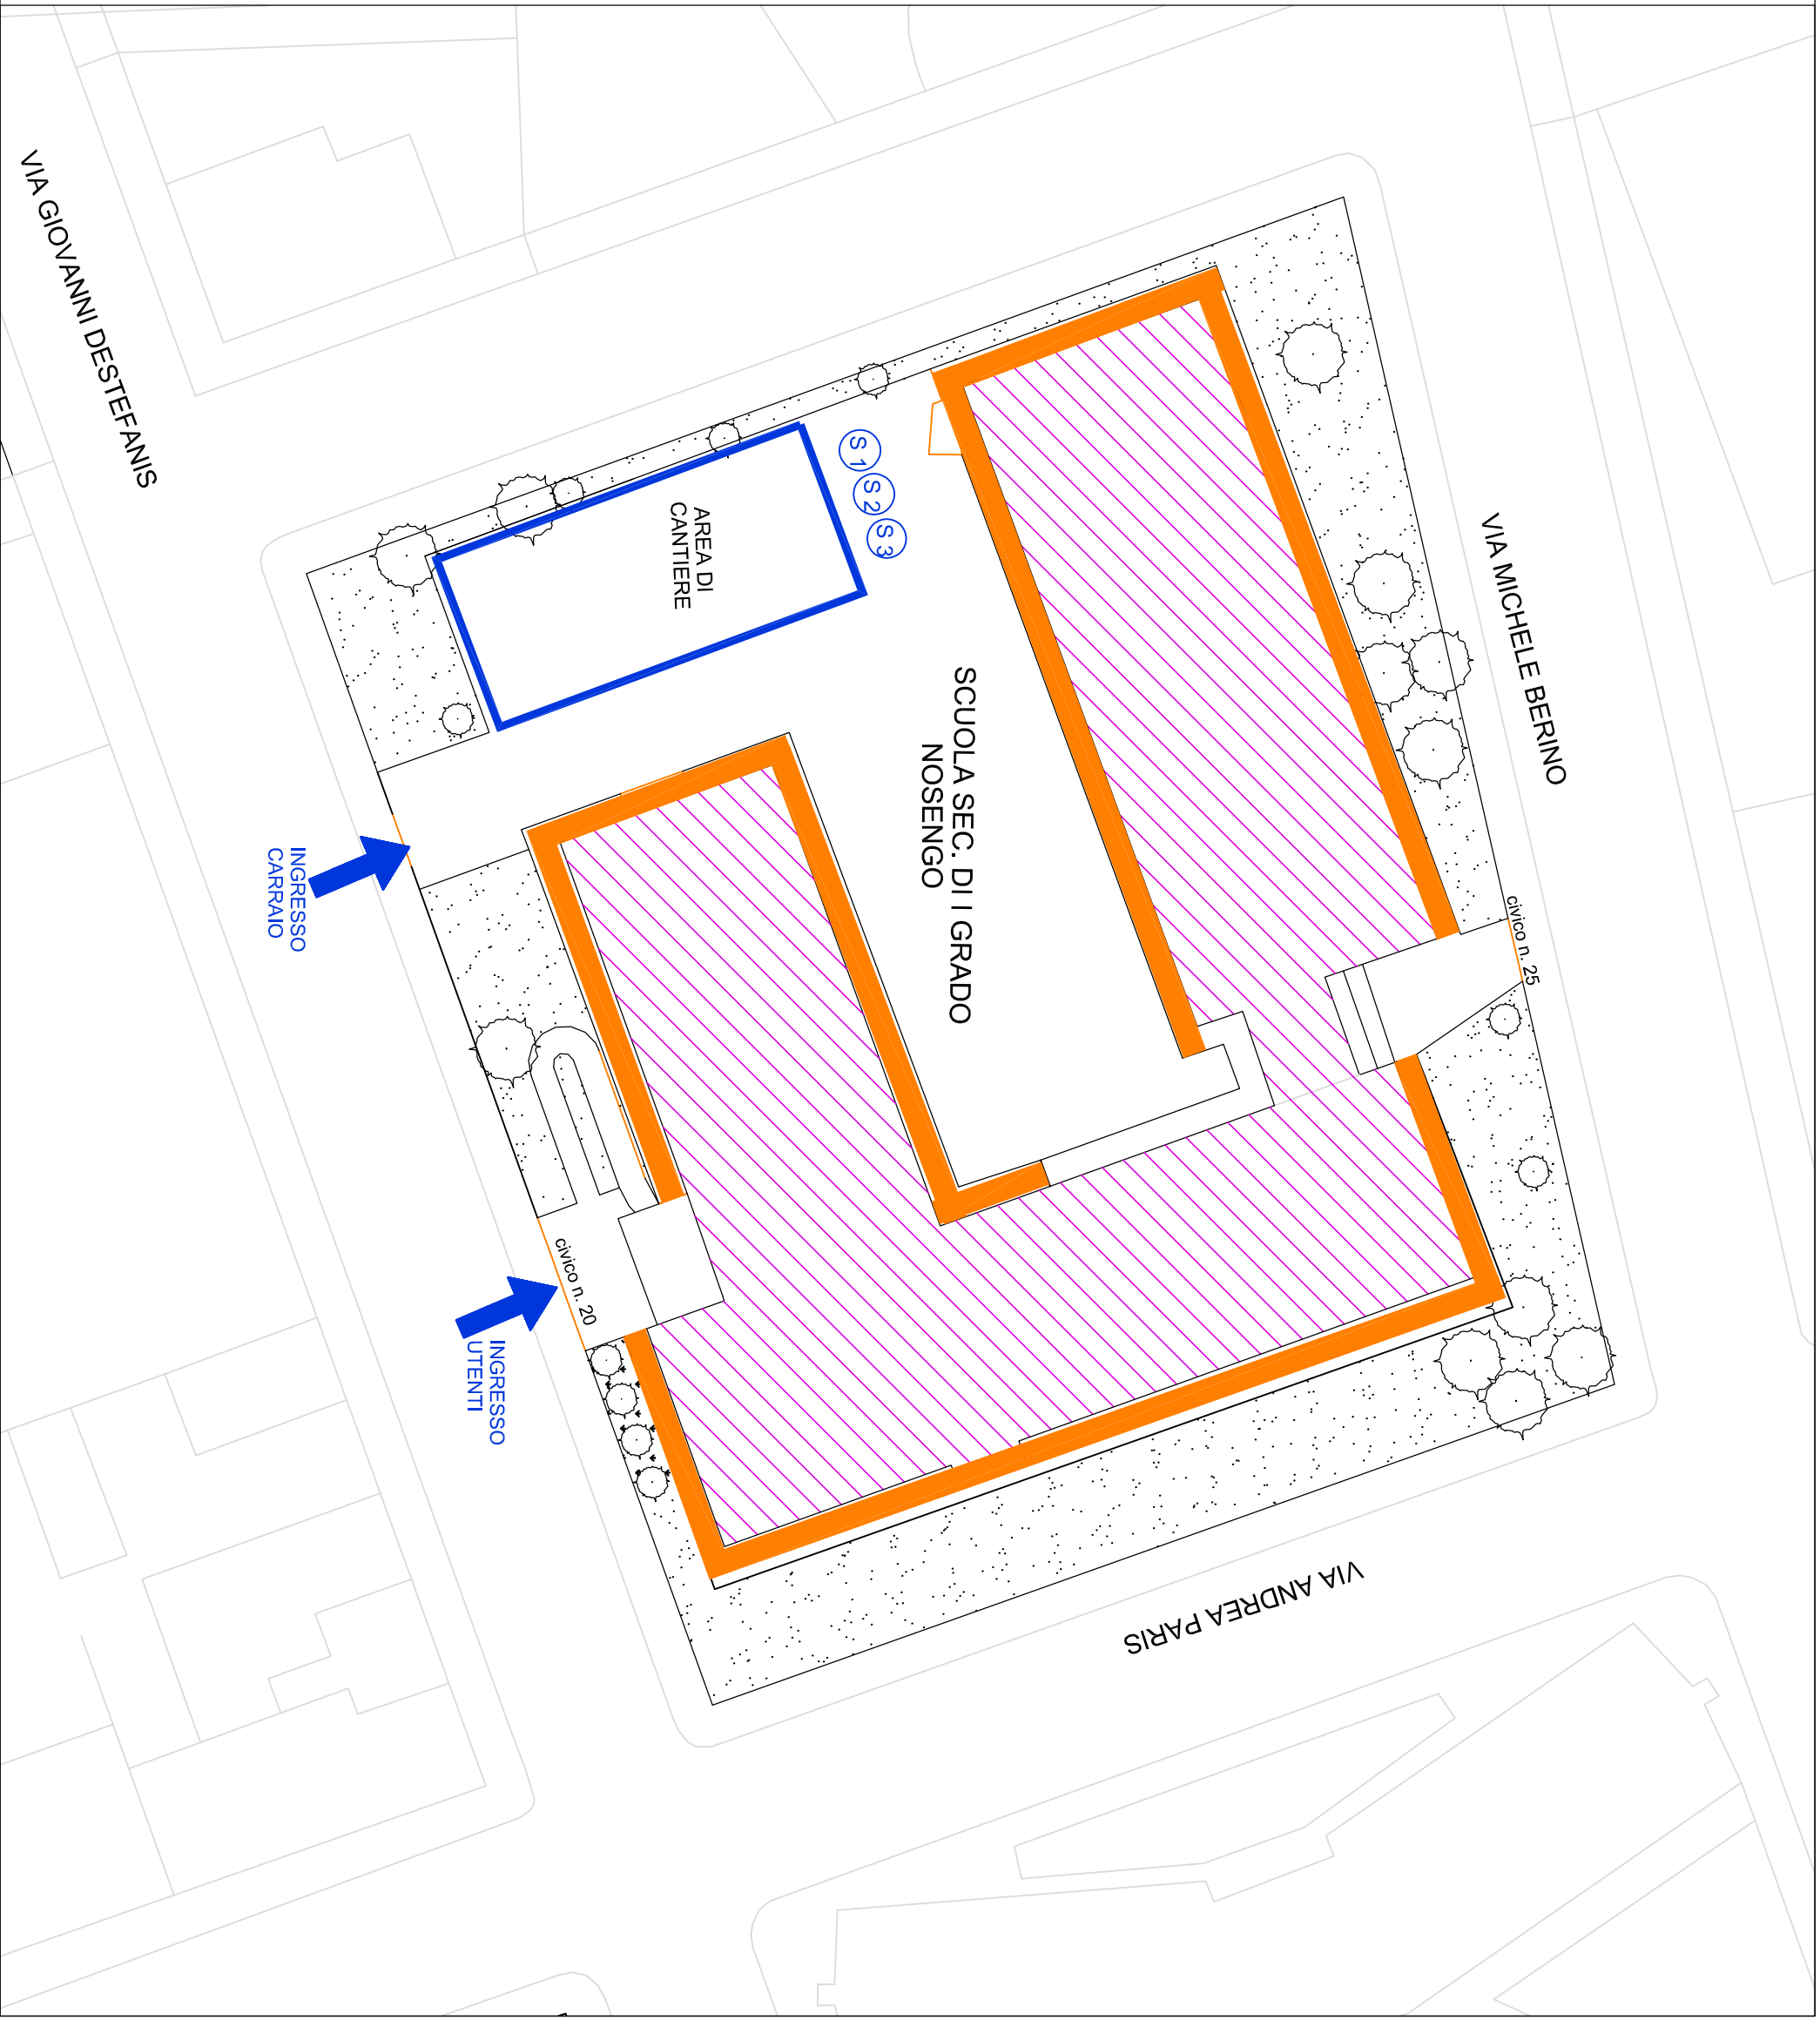 VIA GIOVANNI DESTEFANIS
VIA MICHELE BERINO
S 1
S 2
S 3
AREA DI
CANTIERE
SCUOLA SEC. DI I GRADO
NOSENGO
civico n. 25
INGRESSO
CARRAIO
civico n. 20
INGRESSO
UTENTI
VIA ANDREA PARIS